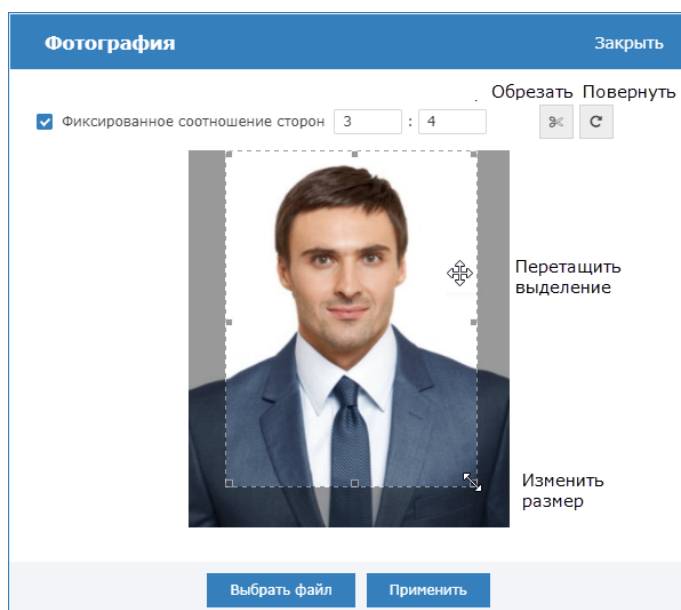 Фотография Закрыть
Обрезать Повернуть
Фиксированное соотношение сторон 3 : 4
Перетащить
выделение
Изменить
размер
Выбрать файл Применить